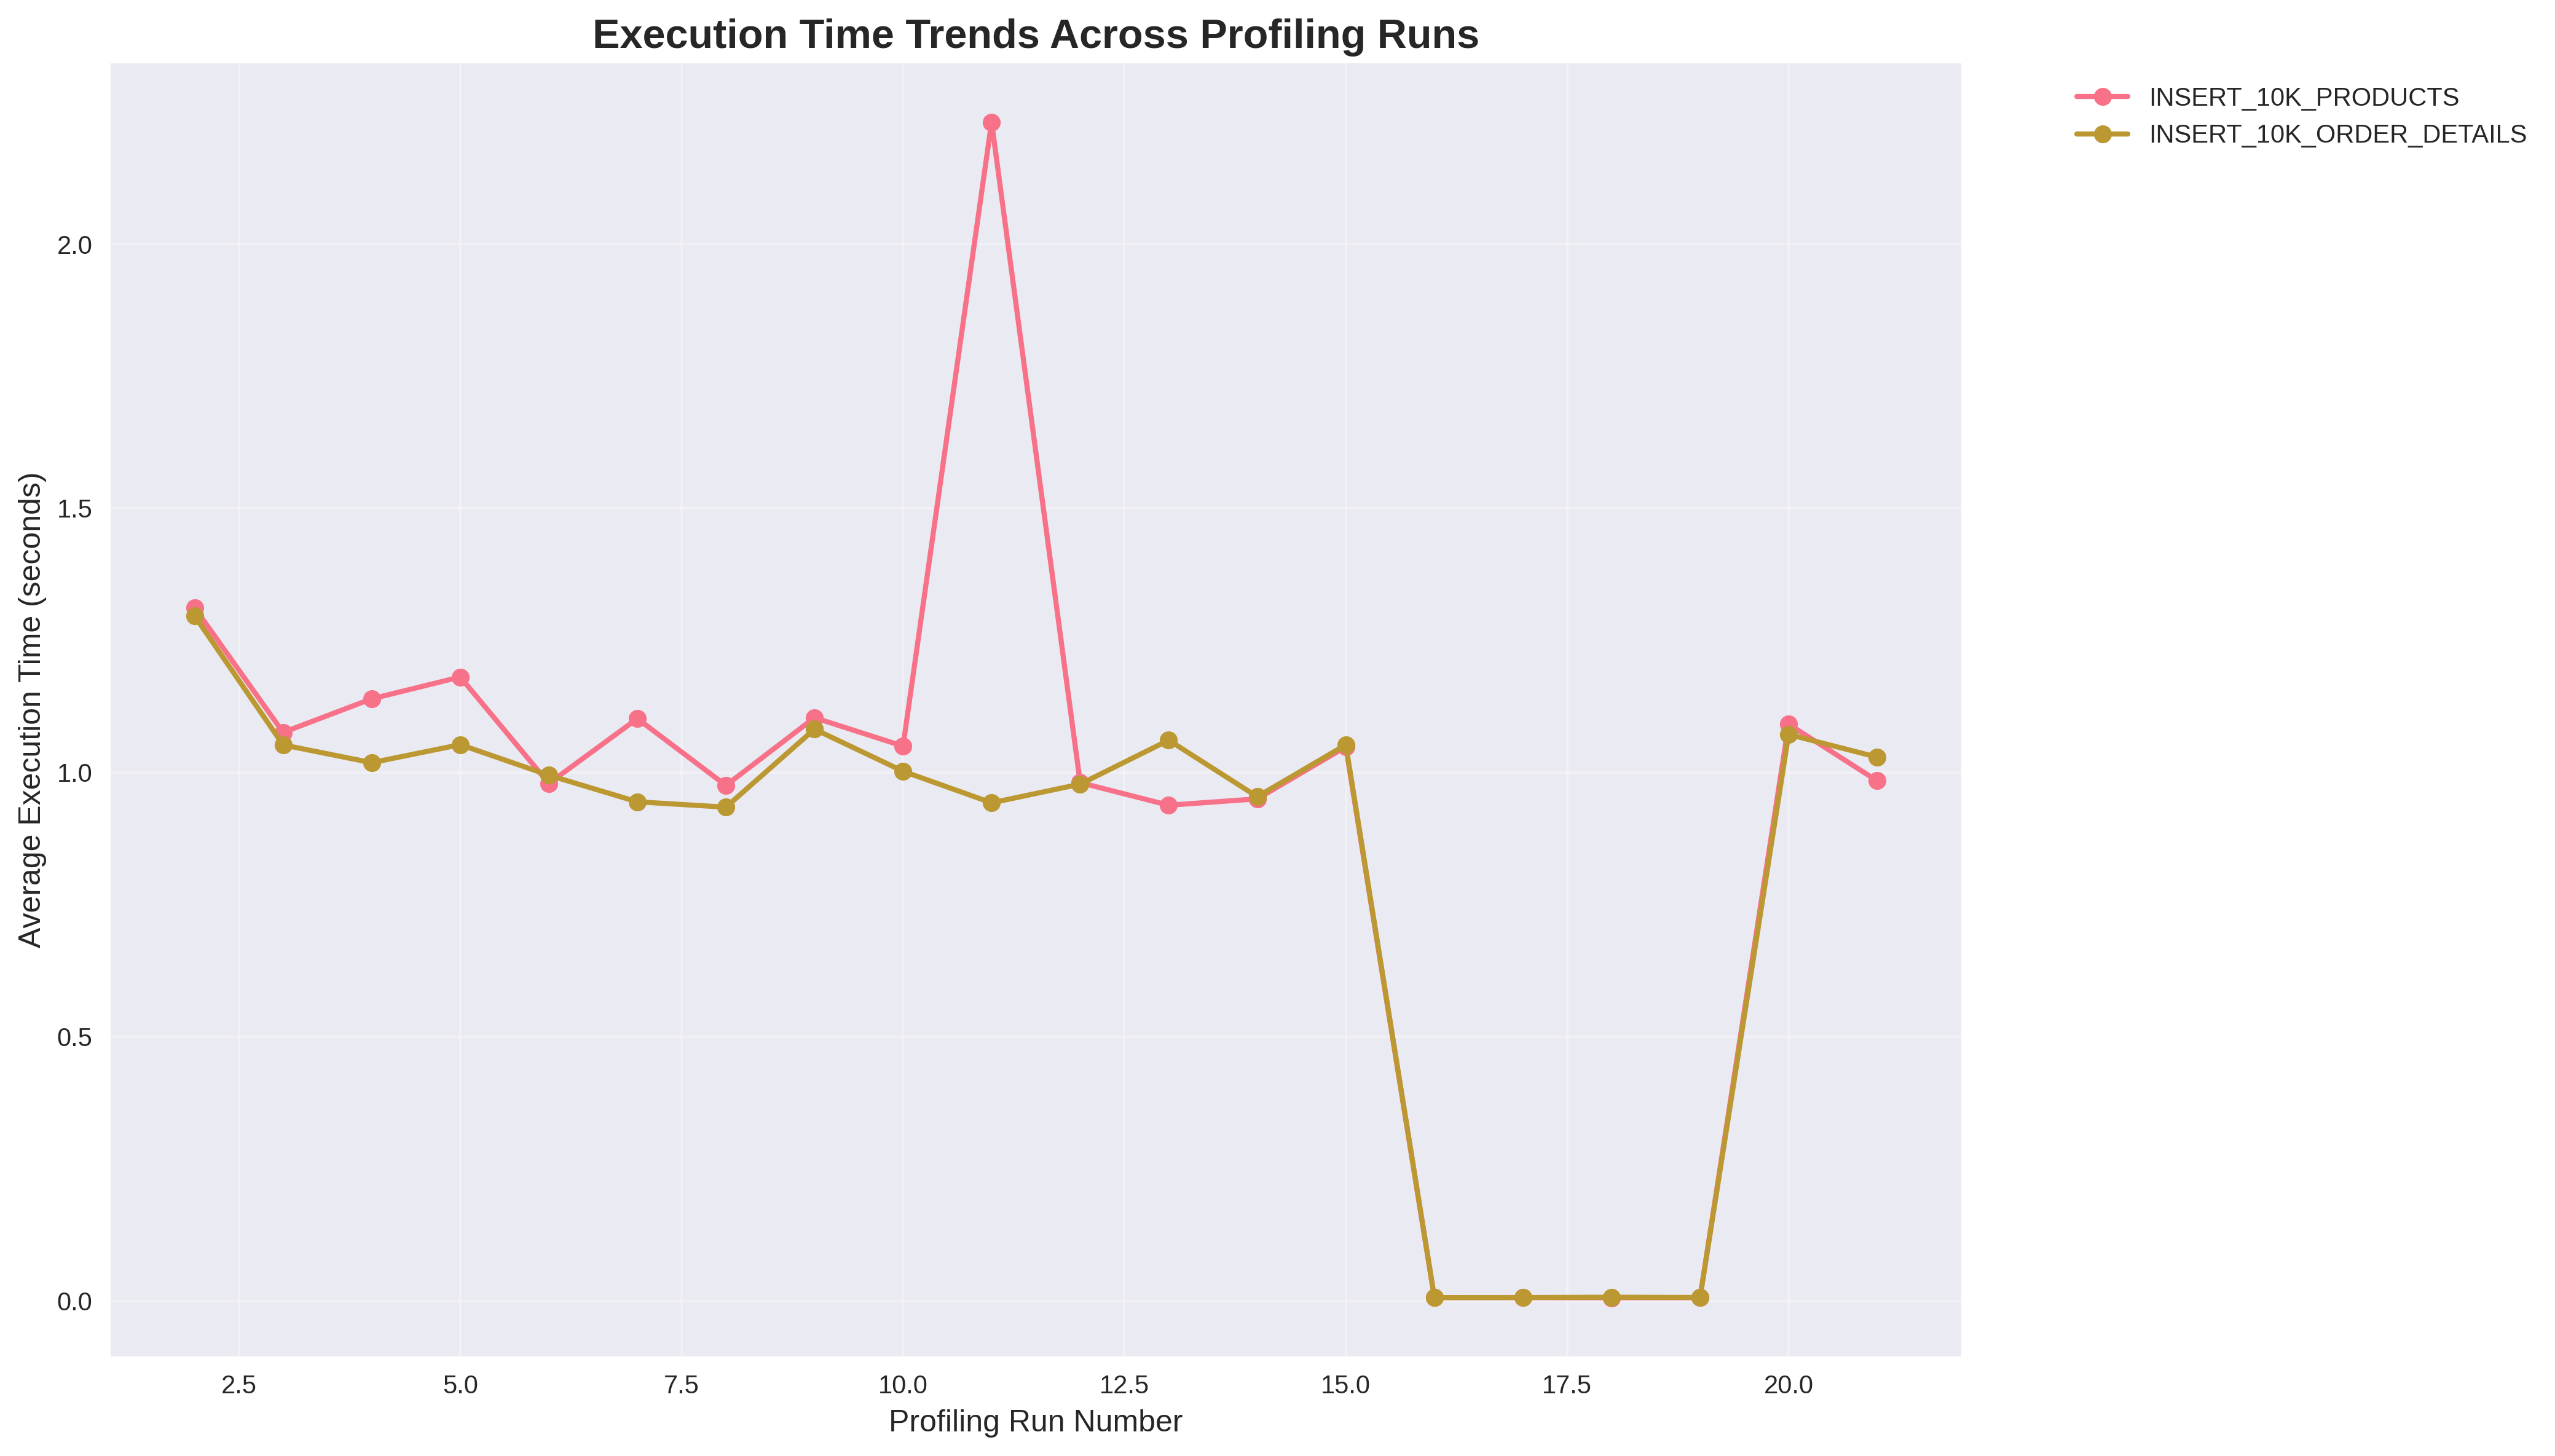 Execution Time Trends Across Profiling Runs
INSERT_10K_PRODUCTS
INSERT_10K_ORDER_DETAILS
Average Execution Time (seconds)
2.0
1.5
1.0
0.5
0.0
2.5 5.0 7.5 10.0 12.5 15.0 17.5 20.0
Profiling Run Number